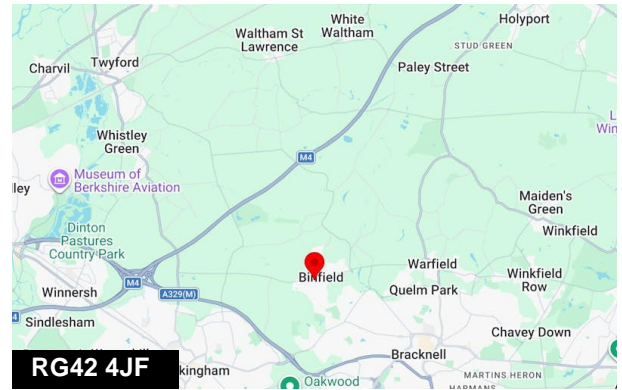 Holyport
White
Waltham
Waltham St
Lawrence
STUD GREEN
Twyford
Charvil
Paley Street
Whistley
Green
M4
Museum of
Berkshire Aviation
Maiden's
Green
Dinton
Pastures
Country Park
Winkfield
Binfield
Warfield
Winkfield
Row
Winnersh
M4
A329(M)
Quelm Park
4
Sindlesham
Chavey Down
Bracknell
RG42 4JF
kingham
Oakwood
MARTINS HERON